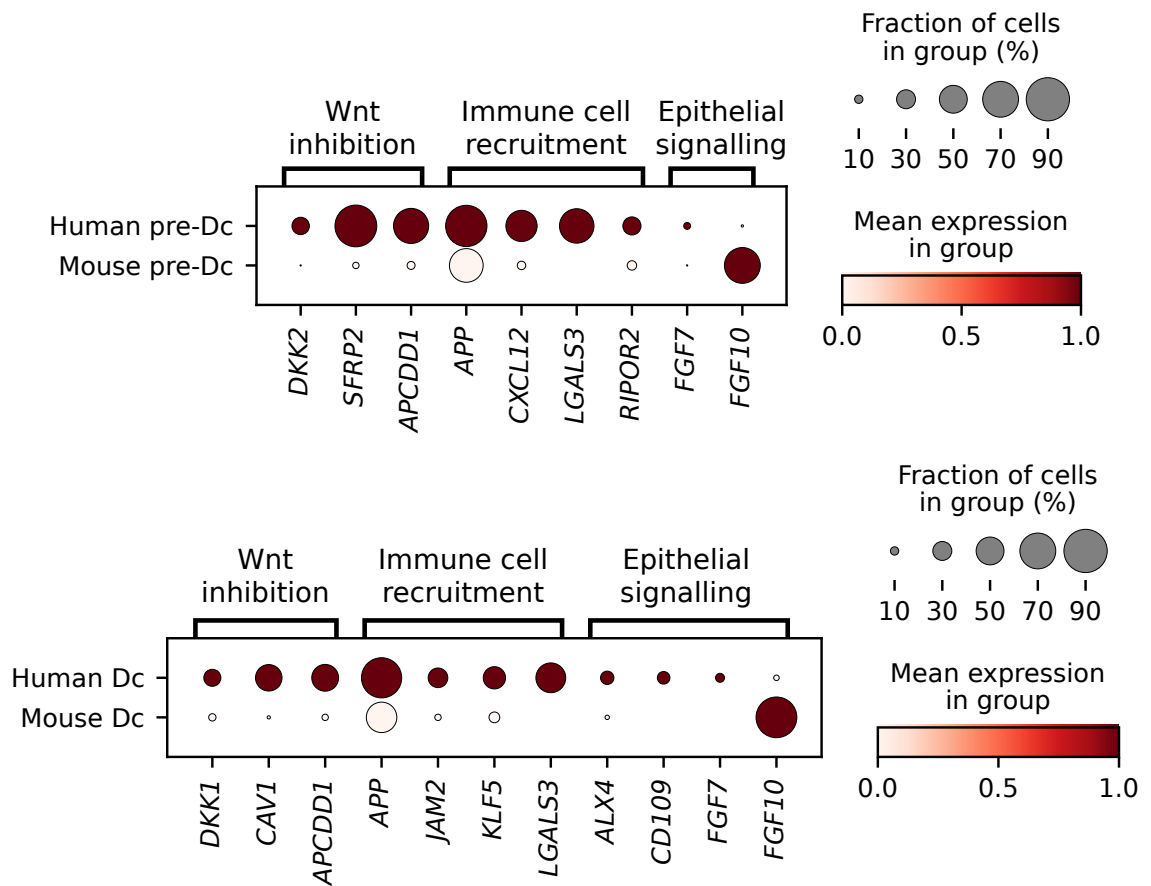 Fraction of cells
in group (%)
10 30 50 70 90
Mean expression
in group
0.0 0.5 1.0
Wnt
inhibition
Immune cell
recruitment
Epithelial
signalling
Human pre-Dc
Mouse pre-Dc
DKK2
SFRP2
APCDD1
APP
CXCL12
LGALS3
RIPOR2
FGF7
FGF10
Fraction of cells
in group (%)
10 30 50 70 90
Mean expression
in group
0.0 0.5 1.0
Wnt
inhibition
Immune cell
recruitment
Epithelial
signalling
Human Dc
Mouse Dc
DKK1
CAV1
APCDD1
APP
JAM2
KLF5
LGALS3
ALX4
CD109
FGF7
FGF10